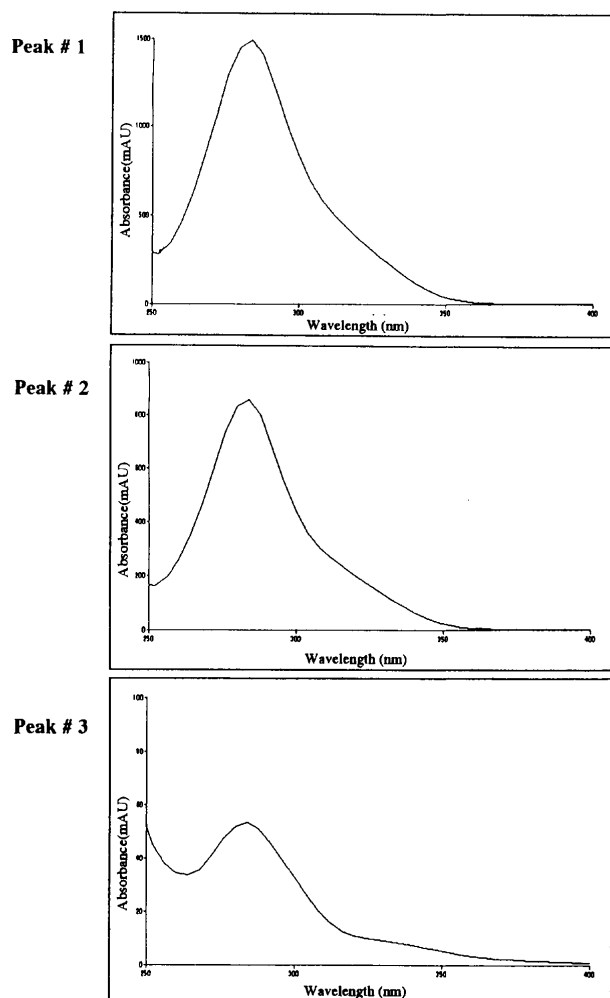 Peak # 1
Absorbance(mAU)
1500
1000
500
0
250 300 350 400
Wavelength (nm)
Peak # 2
Absorbance(mAU)
1000
800
600
400
200
0
250 300 350 400
Wavelength (nm)
Peak # 3
Absorbance(mAU)
100
80
60
40
20
0
250 300 350 400
Wavelength (nm)